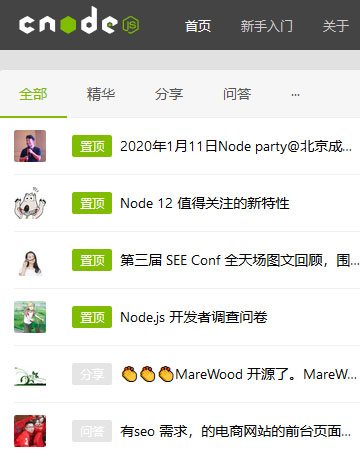 cnode JS 首页 新手入门 关于
全部 精华 分享 问答 ...
置顶 2020年1月11日Node party@北京成...
置顶 Node 12 值得关注的新特性
置顶 第三届 SEE Conf 全天场图文回顾，围...
置顶 Node.js 开发者调查问卷
分享 👏👏👏MareWood 开源了。MareW...
问答 有seo 需求，的电商网站的前台页面...